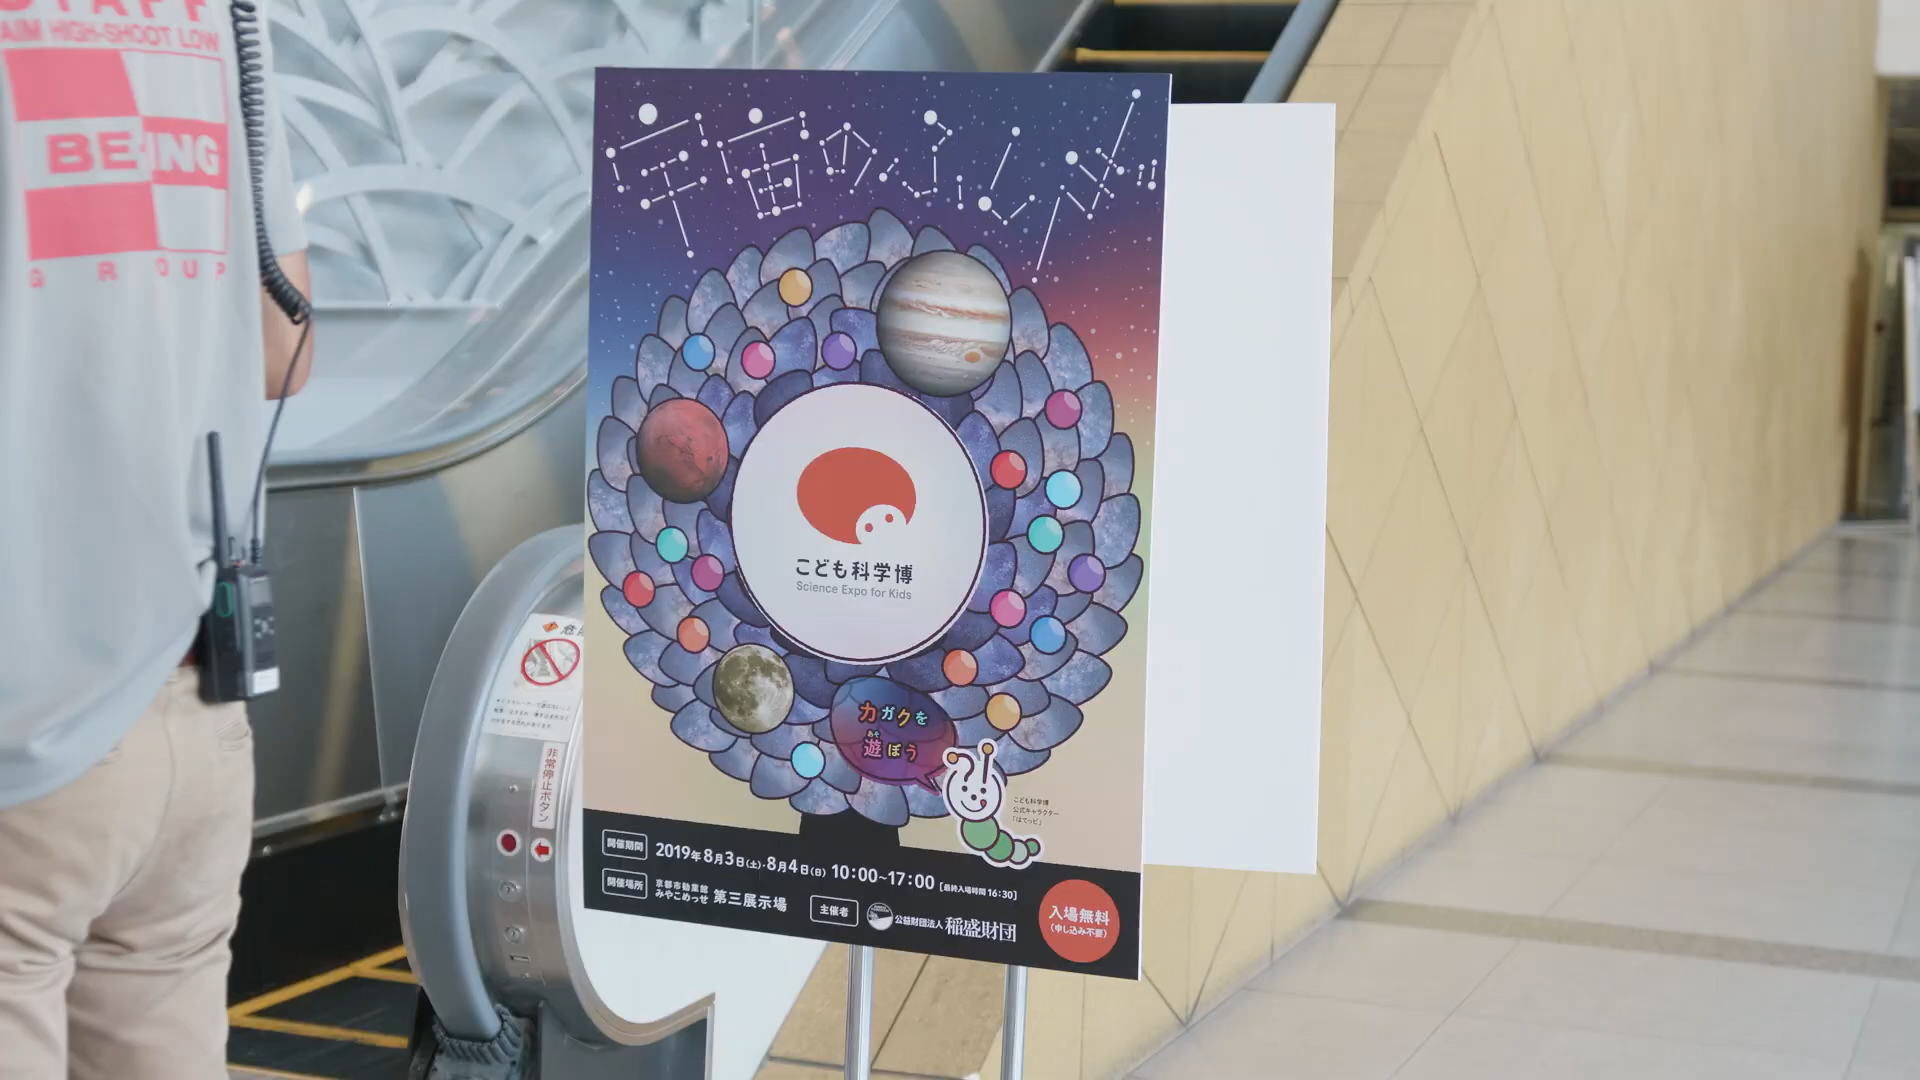 STAFF
AIM HIGH-SHOOT LOW
BE-ING
GROUP
宇宙のふしぎ
こども科学博
Science Expo for Kids
カガクを
あそ
遊ぼう
こども科学博
公式キャラクター
「はてっピ」
開催期間 2019年8月3日(土)・8月4日(日) 10:00~17:00 [最終入場時間 16:30]
開催場所 京都市勧業館 みやこめっせ 第三展示場
主催者 公益財団法人 稲盛財団
入場無料
(申し込み不要)
非常停止ボタン